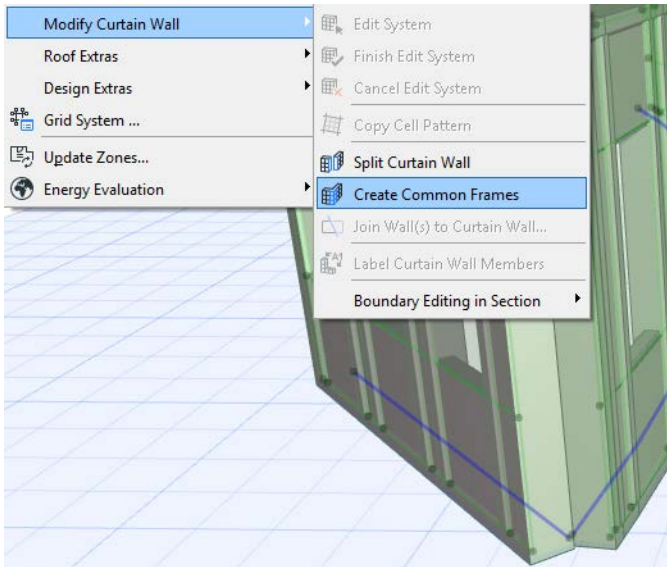 Modify Curtain Wall
Roof Extras
Design Extras
Grid System ...
Update Zones...
Energy Evaluation
Edit System
Finish Edit System
Cancel Edit System
Copy Cell Pattern
Split Curtain Wall
Create Common Frames
Join Wall(s) to Curtain Wall...
Label Curtain Wall Members
Boundary Editing in Section